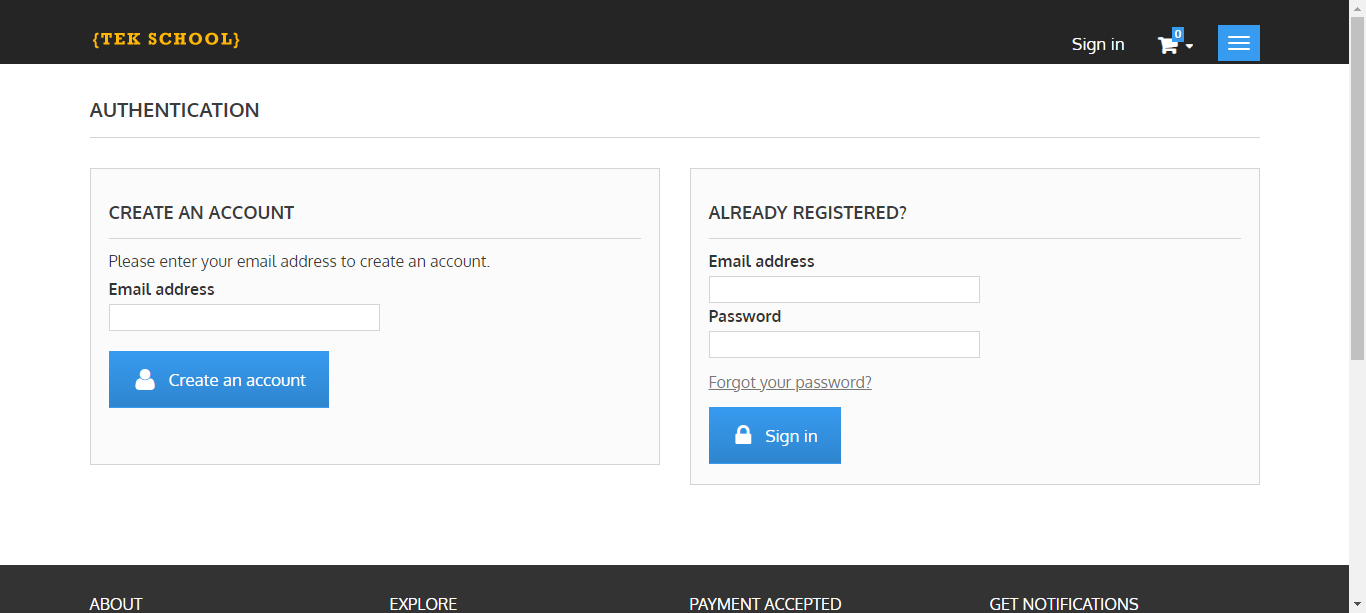 {TEK SCHOOL}
Sign in
0
AUTHENTICATION
CREATE AN ACCOUNT
Please enter your email address to create an account.
Email address
Create an account
ALREADY REGISTERED?
Email address
Password
Forgot your password?
Sign in
ABOUT
EXPLORE
PAYMENT ACCEPTED
GET NOTIFICATIONS